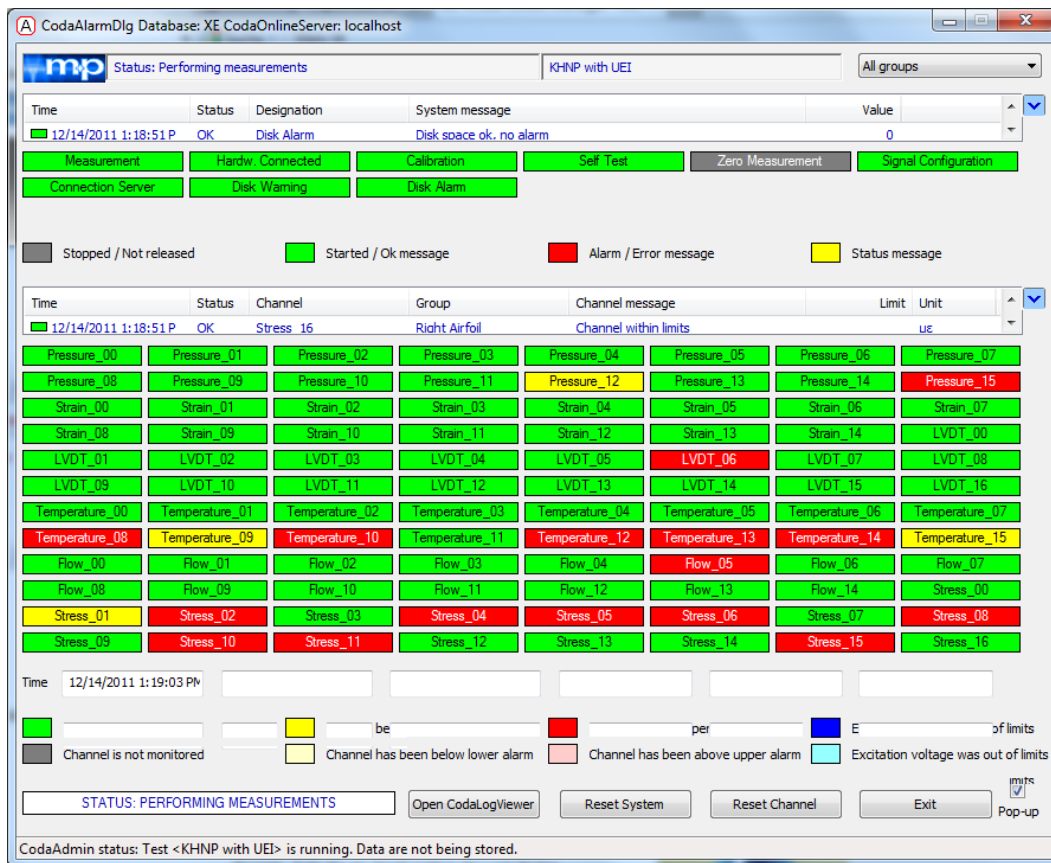 CodaAlarmDlg Database: XE CodaOnlineServer: localhost
mp Status: Performing measurements KHNP with UEI All groups
Time Status Designation System message Value
12/14/2011 1:18:51 P OK Disk Alarm Disk space ok, no alarm 0
Measurement Hardw. Connected Calibration Self Test Zero Measurement Signal Configuration
Connection Server Disk Warning Disk Alarm
Stopped / Not released Started / Ok message Alarm / Error message Status message
Time Status Channel Group Channel message Limit Unit
12/14/2011 1:18:51 P OK Stress_16 Right Airfoil Channel within limits με
Pressure_00 Pressure_01 Pressure_02 Pressure_03 Pressure_04 Pressure_05 Pressure_06 Pressure_07
Pressure_08 Pressure_09 Pressure_10 Pressure_11 Pressure_12 Pressure_13 Pressure_14 Pressure_15
Strain_00 Strain_01 Strain_02 Strain_03 Strain_04 Strain_05 Strain_06 Strain_07
Strain_08 Strain_09 Strain_10 Strain_11 Strain_12 Strain_13 Strain_14 LVDT_00
LVDT_01 LVDT_02 LVDT_03 LVDT_04 LVDT_05 LVDT_06 LVDT_07 LVDT_08
LVDT_09 LVDT_10 LVDT_11 LVDT_12 LVDT_13 LVDT_14 LVDT_15 LVDT_16
Temperature_00 Temperature_01 Temperature_02 Temperature_03 Temperature_04 Temperature_05 Temperature_06 Temperature_07
Temperature_08 Temperature_09 Temperature_10 Temperature_11 Temperature_12 Temperature_13 Temperature_14 Temperature_15
Flow_00 Flow_01 Flow_02 Flow_03 Flow_04 Flow_05 Flow_06 Flow_07
Flow_08 Flow_09 Flow_10 Flow_11 Flow_12 Flow_13 Flow_14 Stress_00
Stress_01 Stress_02 Stress_03 Stress_04 Stress_05 Stress_06 Stress_07 Stress_08
Stress_09 Stress_10 Stress_11 Stress_12 Stress_13 Stress_14 Stress_15 Stress_16
Time 12/14/2011 1:19:03 PM
be per E of limits
Channel is not monitored Channel has been below lower alarm Channel has been above upper alarm Excitation voltage was out of limits
STATUS: PERFORMING MEASUREMENTS Open CodaLogViewer Reset System Reset Channel Exit Pop-up
CodaAdmin status: Test <KHNP with UEI> is running. Data are not being stored.